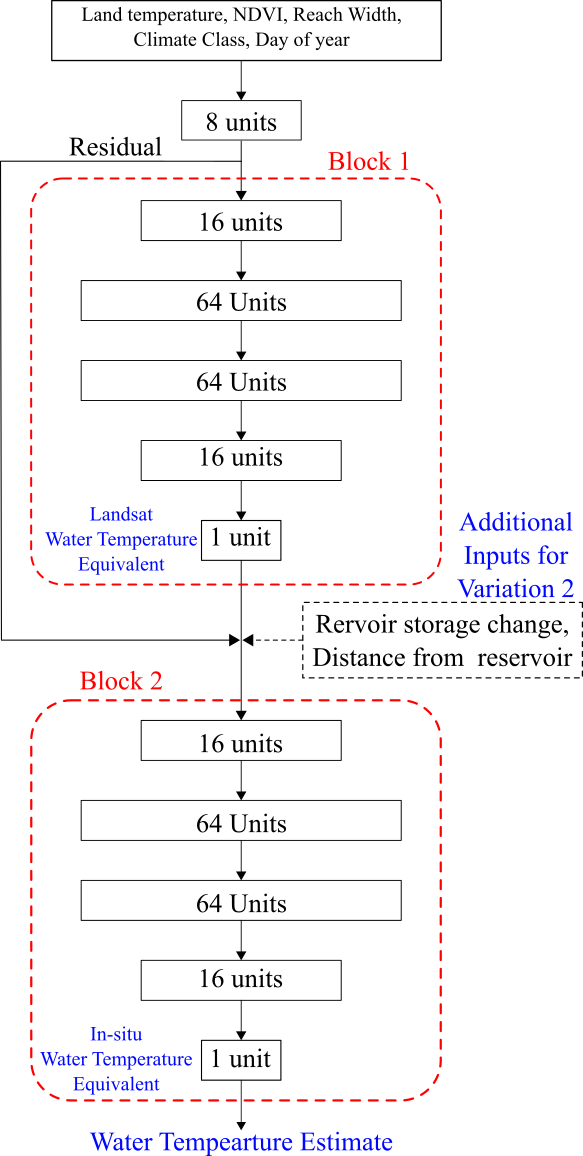 Land temperature, NDVI, Reach Width,
Climate Class, Day of year
8 units
Residual
Block 1
16 units
64 Units
64 Units
16 units
Landsat
Water Temperature
Equivalent
1 unit
Additional
Inputs for
Variation 2
Rervoir storage change,
Distance from reservoir
Block 2
16 units
64 Units
64 Units
16 units
In-situ
Water Temperature
Equivalent
1 unit
Water Tempearture Estimate